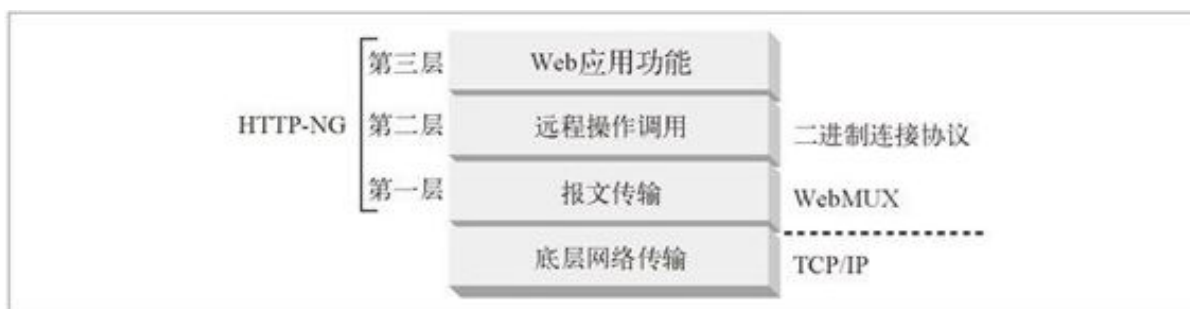 第三层 Web应用功能
HTTP-NG 第二层 远程操作调用 二进制连接协议
第一层 报文传输 WebMUX
底层网络传输 TCP/IP